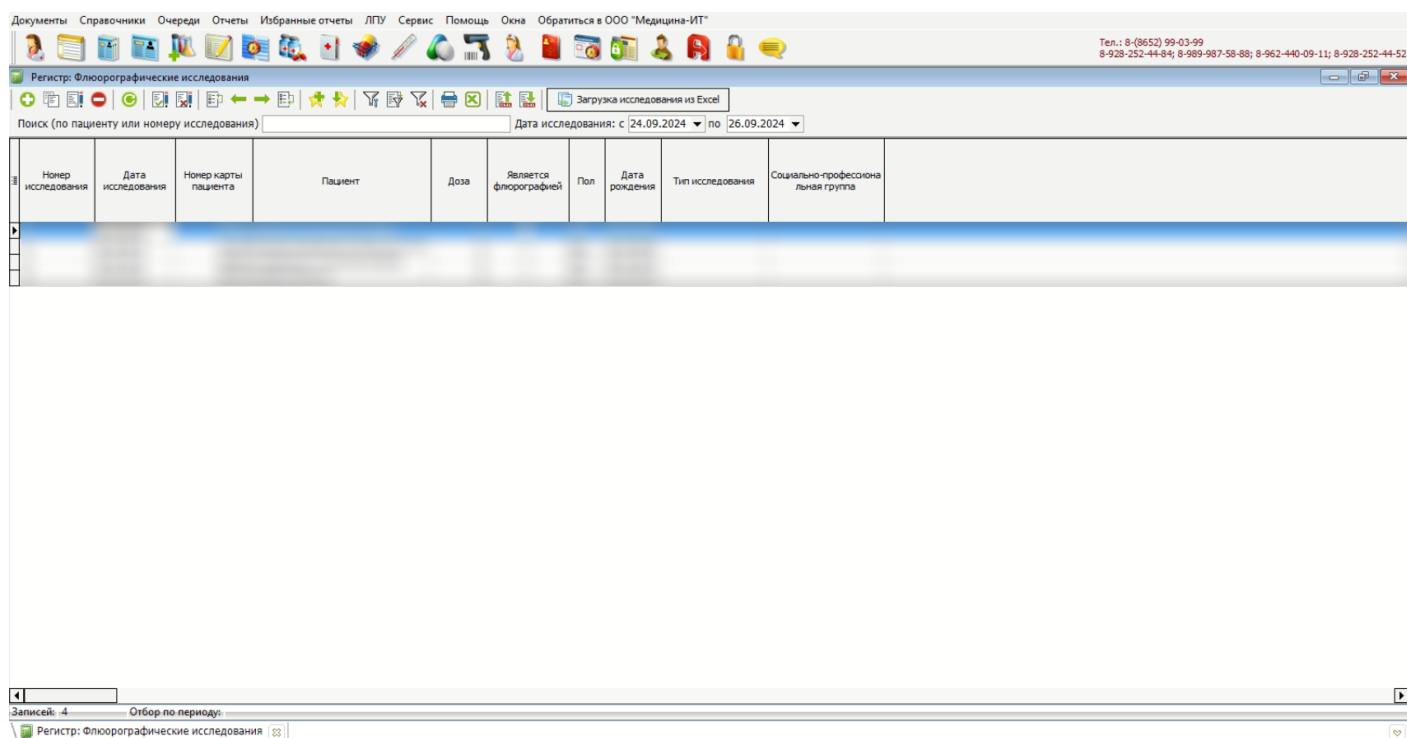 Документы Справочники Очереди Отчеты Избранные отчеты ЛПУ Сервис Помощь Окна Обратиться в ООО "Медицина-ИТ"
Тел.: 8-(8652) 99-03-99
8-928-252-44-84; 8-989-987-58-88; 8-962-440-09-11; 8-928-252-44-52
Регистр: Флюорографические исследования
Загрузка исследования из Excel
Поиск (по пациенту или номеру исследования) Дата исследования: с 24.09.2024 по 26.09.2024
Номер исследования Дата исследования Номер карты пациента Пациент Доза Является флюрографией Пол Дата рождения Тип исследования Социально-профессиональная группа
Записей: 4 Отбор по периоду:
Регистр: Флюорографические исследования